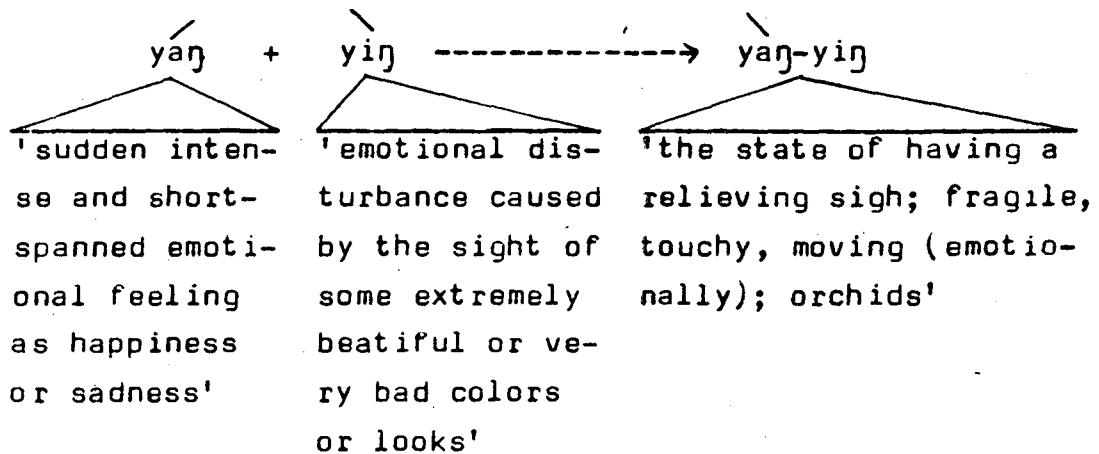 yáŋ + yìŋ ----------------→ yàŋ-yiŋ
'sudden inten- 'emotional dis- 'the state of having a
se and short- turbance caused relieving sigh; fragile,
spanned emoti- by the sight of touchy, moving (emotio-
onal feeling some extremely nally); orchids'
as happiness beatiful or ve-
or sadness' ry bad colors
or looks'